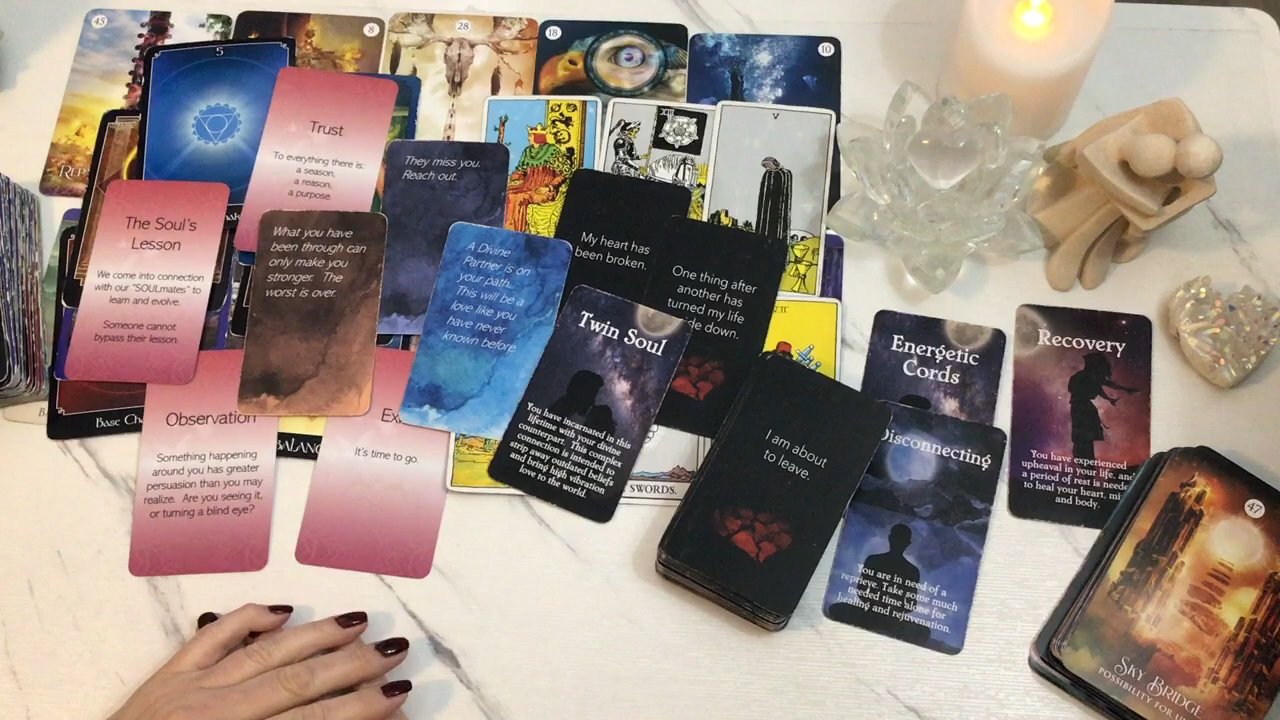 45
8
28
18
10
5
XIII
V
Trust
To everything there is:
a season,
a reason,
a purpose.
They miss you.
Reach out.
The Soul's
Lesson
We come into connection
with our "SOULmates" to
learn and evolve.
Someone cannot
bypass their lesson.
What you have
been through can
only make you
stronger. The
worst is over.
A Divine
Partner is on
your path.
This will be a
love like you
have never
known before.
My heart has
been broken.
One thing after
another has
turned my life
down.
Twin Soul
You have incarnated in this
lifetime with your divine
counterpart. This complex
connection is intended to
strip away outdated beliefs
and bring high vibration
love to the world.
Energetic
Cords
Recovery
You have experienced
upheaval in your life, and
a period of rest is
to heal your heart,
and body.
Base
Observation
Something happening
around you has greater
persuasion than you may
realize. Are you seeing it,
or turning a blind eye?
It's time to go.
SWORDS.
I am about
to leave.
Disconnecting
You are in need of a
reprieve. Take some much
needed time alone for
healing and rejuvenation.
47
SKY BRIDGE
POSSIBILITY FOR